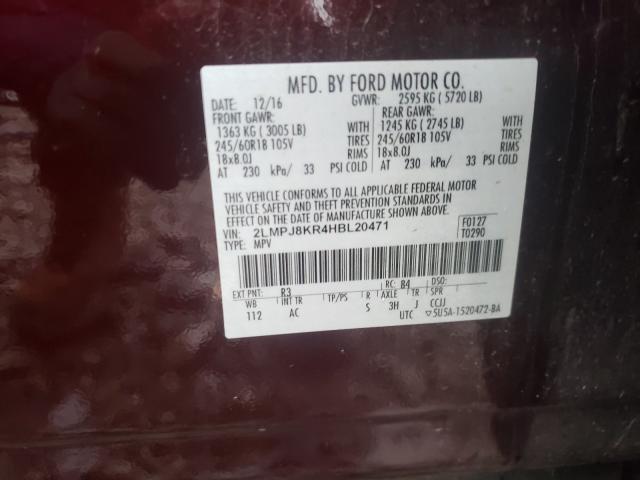 MFD. BY FORD MOTOR CO.
DATE: 12/16 GVWR: 2595 KG ( 5720 LB)
FRONT GAWR: REAR GAWR:
1363 KG ( 3005 LB) WITH 1245 KG ( 2745 LB) WITH
245/60R18 105V TIRES 245/60R18 105V TIRES
18x8.0J RIMS 18x8.0J RIMS
AT 230 kPa/ 33 PSI COLD AT 230 kPa/ 33 PSI COLD
THIS VEHICLE CONFORMS TO ALL APPLICABLE FEDERAL MOTOR
VEHICLE SAFETY AND THEFT PREVENTION STANDARDS IN
EFFECT ON THE DATE OF MANUFACTURE SHOWN ABOVE.
VIN: 2LMPJ8KR4HBL20471 F0127
TYPE: MPV T0290
EXT PNT: R3 RC: 84 DSO:
WB INT TR TP/PS R AXLE TR SPR
112 AC S 3H J CCJJ
UTC ▽5U5A-1520472-BA